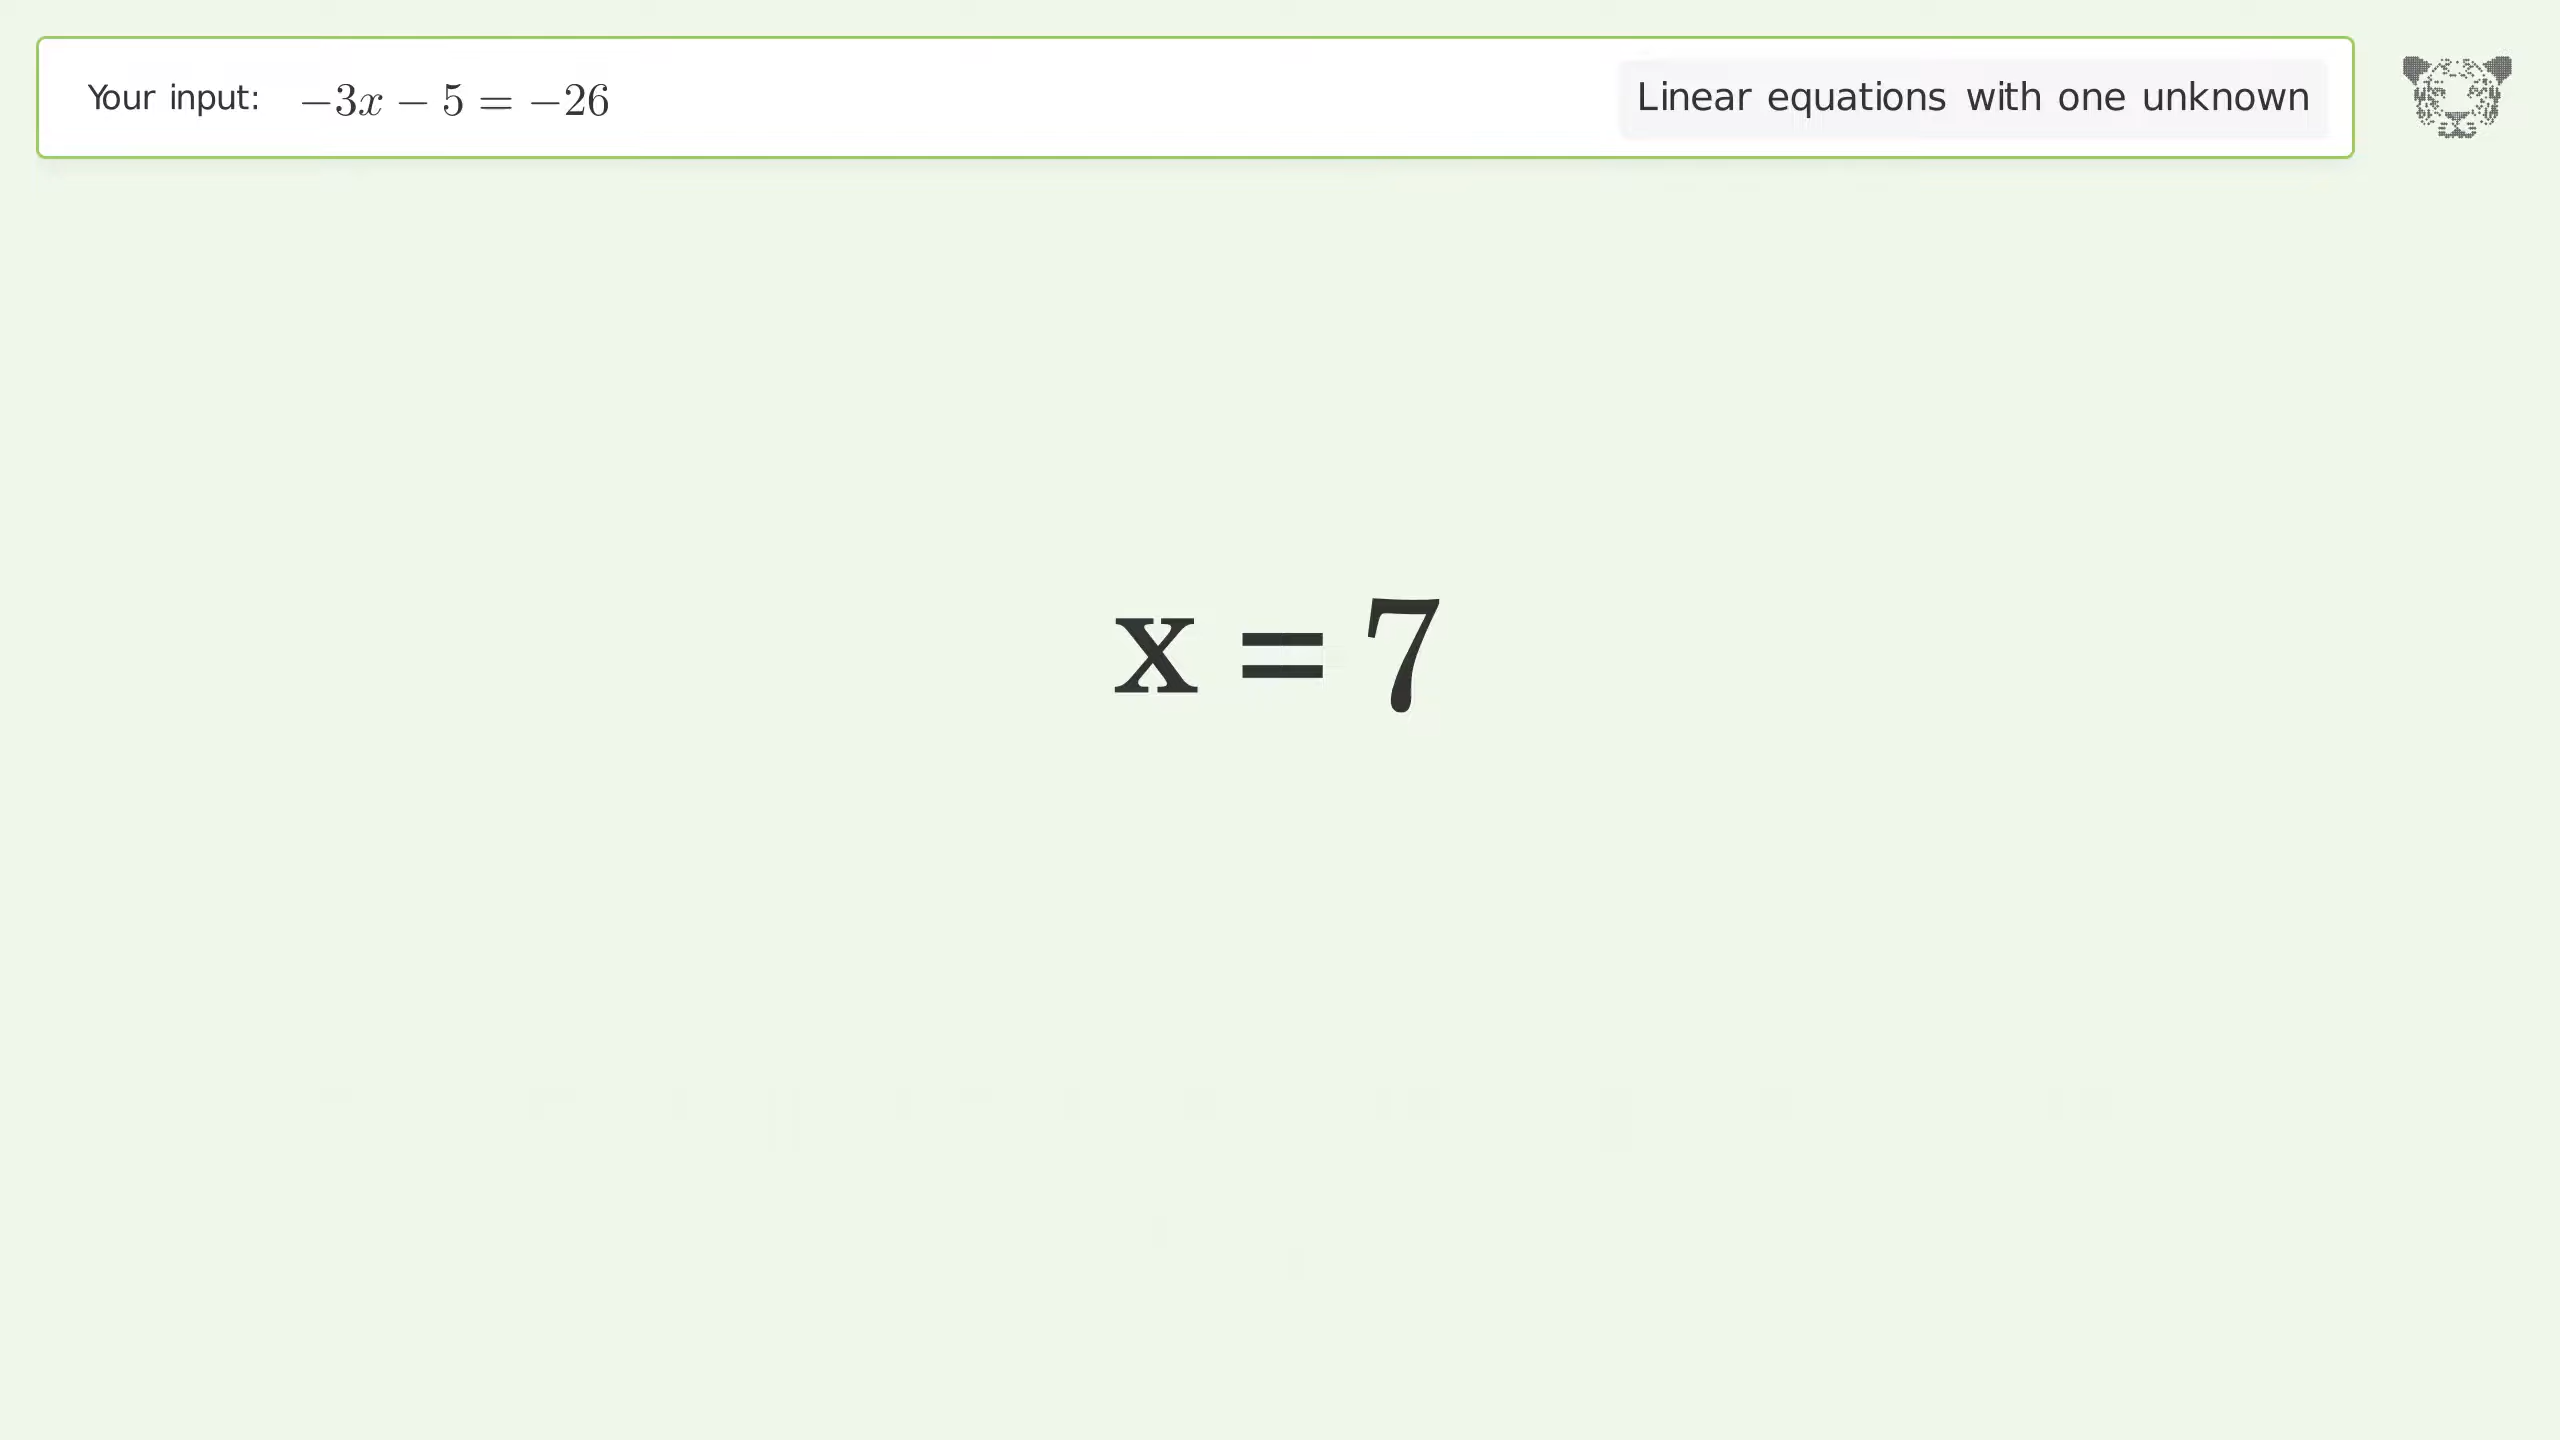 Your input: −3x − 5 = −26
Linear equations with one unknown
x = 7